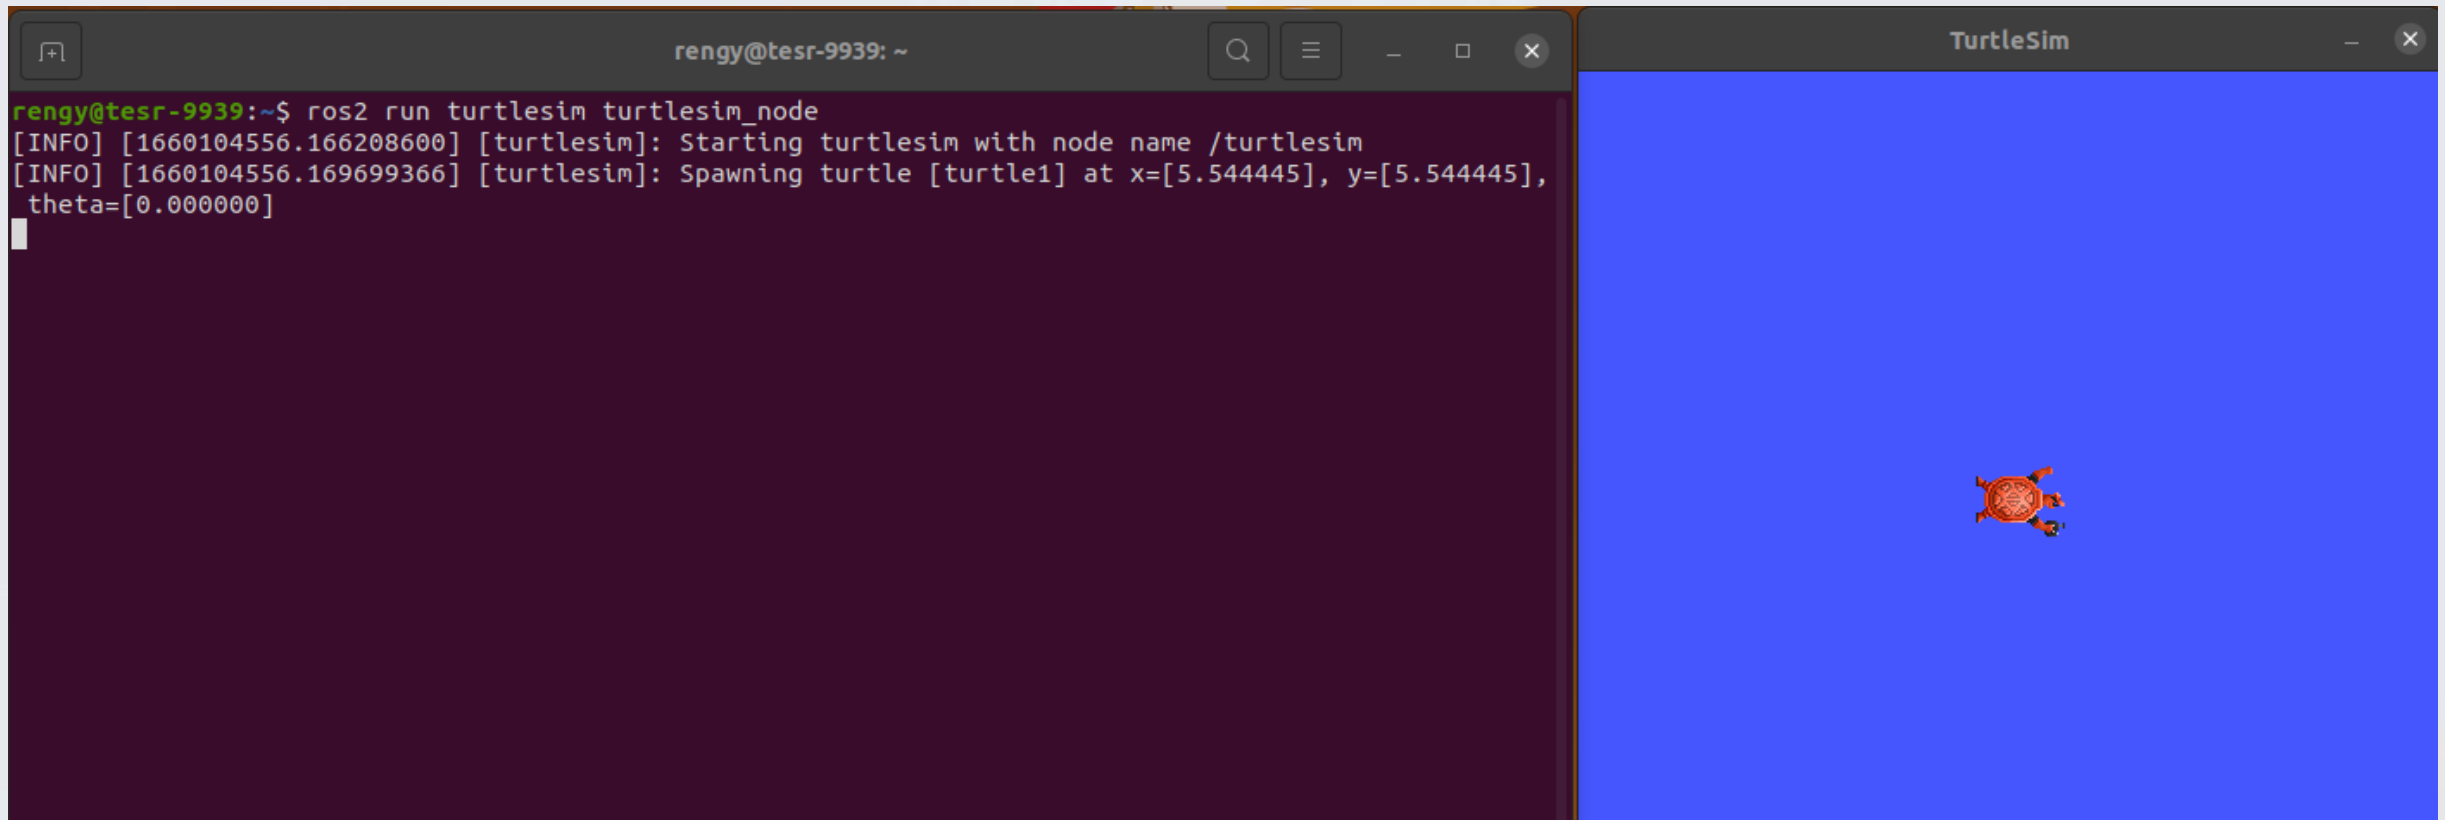 rengy@tesr-9939: ~
TurtleSim
rengy@tesr-9939:~$ ros2 run turtlesim turtlesim_node
[INFO] [1660104556.166208600] [turtlesim]: Starting turtlesim with node name /turtlesim
[INFO] [1660104556.169699366] [turtlesim]: Spawning turtle [turtle1] at x=[5.544445], y=[5.544445],
theta=[0.000000]